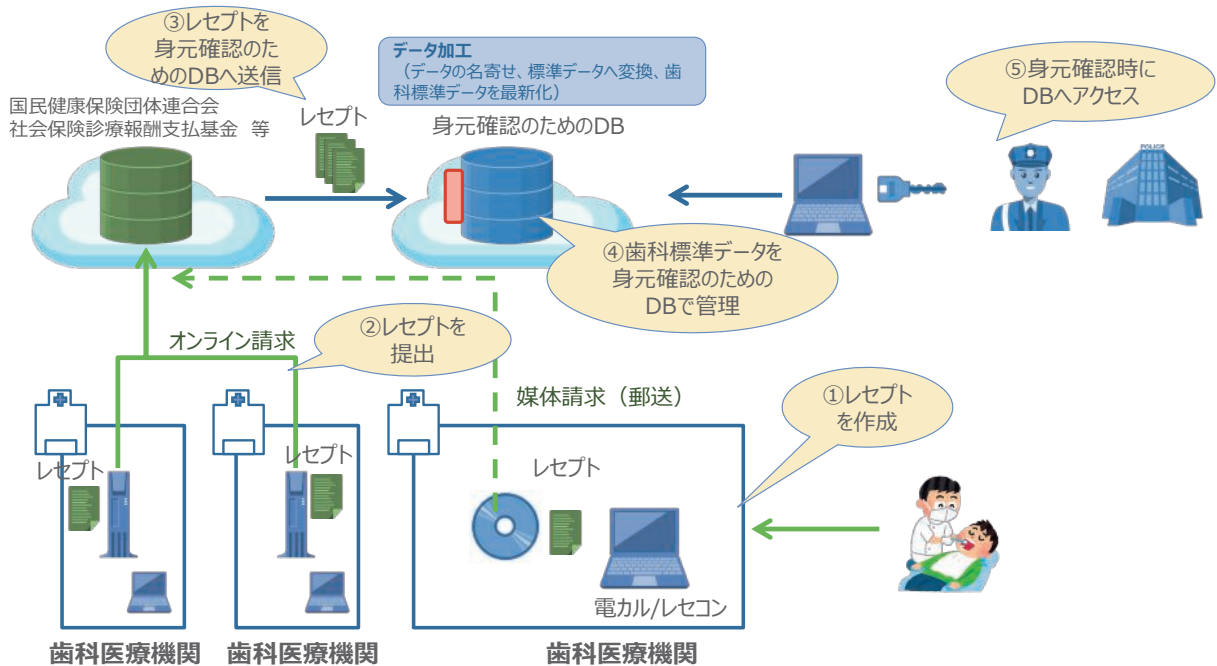 ③レセプトを
身元確認のた
めのDBへ送信
データ加工
（データの名寄せ、標準データへ変換、歯
科標準データを最新化）
⑤身元確認時に
DBへアクセス
国民健康保険団体連合会
社会保険診療報酬支払基金 等
レセプト
身元確認のためのDB
POLICE
④歯科標準データを
身元確認のための
DBで管理
オンライン請求
②レセプトを
提出
媒体請求（郵送）
①レセプト
を作成
レセプト
レセプト
レセプト
電カル/レセコン
歯科医療機関
歯科医療機関
歯科医療機関